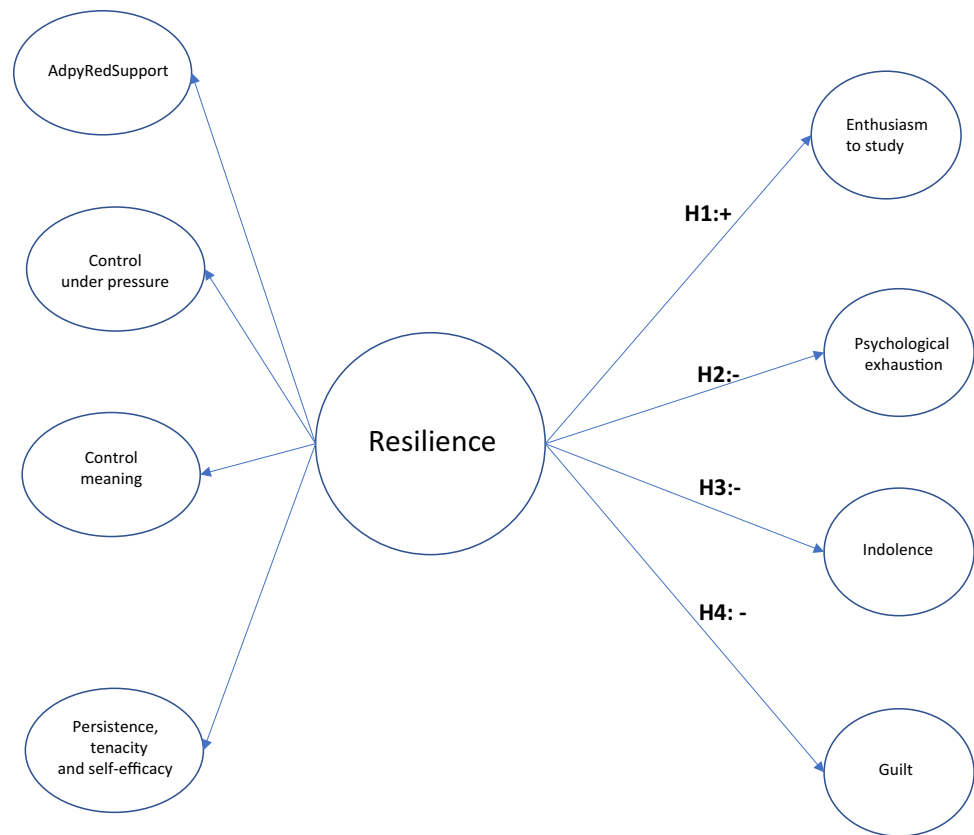 AdpyRedSupport
Control
under pressure
Control
meaning
Persistence,
tenacity
and self-efficacy
Resilience
H1:+
H2:-
H3:-
H4: -
Enthusiasm
to study
Psychological
exhaustion
Indolence
Guilt